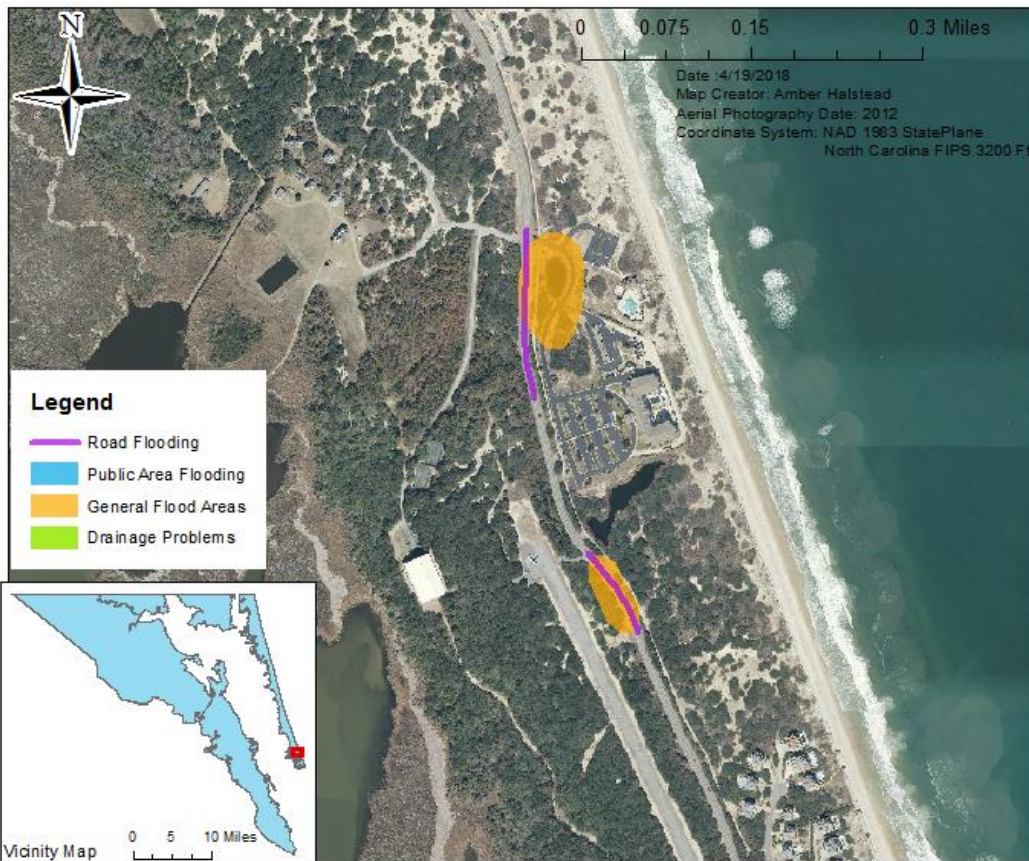 N
0 0.075 0.15 0.3 Miles
Date :4/19/2018
Map Creator: Amber Halstead
Aerial Photography Date: 2012
Coordinate System: NAD 1983 StatePlane
North Carolina FIPS 3200 Ft
Legend
Road Flooding
Public Area Flooding
General Flood Areas
Drainage Problems
0 5 10 Miles
Vicinity Map